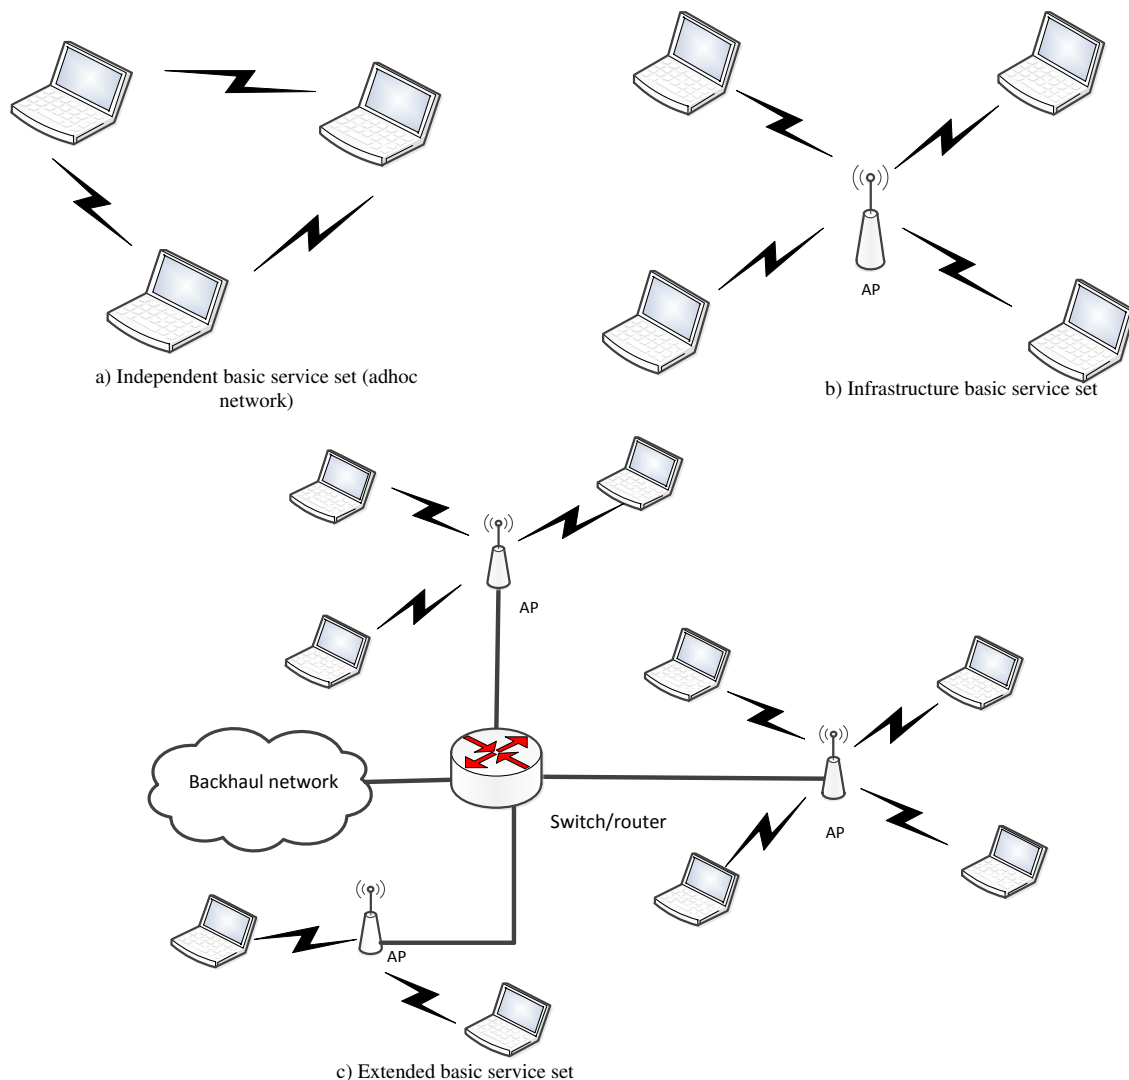 a) Independent basic service set (adhoc
network)
AP
b) Infrastructure basic service set
AP
Backhaul network
Switch/router
AP
AP
c) Extended basic service set